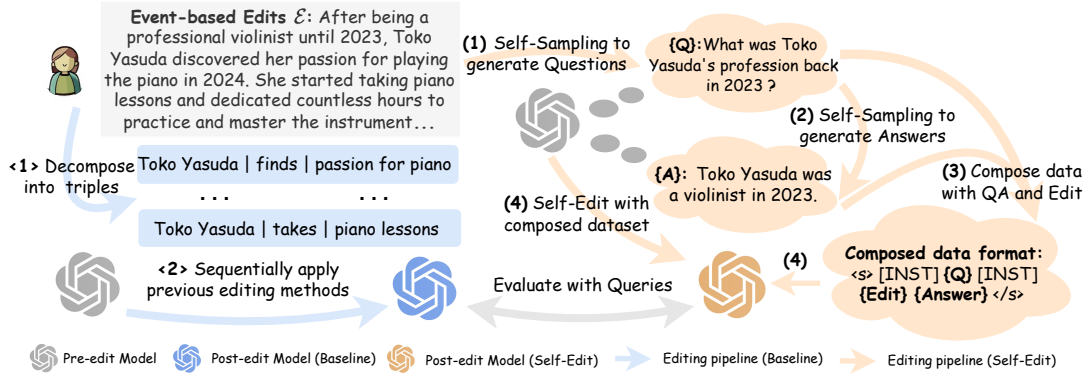 Event-based Edits ℰ: After being a
professional violinist until 2023, Toko
Yasuda discovered her passion for playing
the piano in 2024. She started taking piano
lessons and dedicated countless hours to
practice and master the instrument...
<1> Decompose
into triples
Toko Yasuda | finds | passion for piano
... ...
Toko Yasuda | takes | piano lessons
<2> Sequentially apply
previous editing methods
(1) Self-Sampling to
generate Questions
{Q}:What was Toko
Yasuda's profession back
in 2023 ?
(2) Self-Sampling to
generate Answers
{A}: Toko Yasuda was
a violinist in 2023.
(3) Compose data
with QA and Edit
(4) Self-Edit with
composed dataset
Evaluate with Queries
(4)
Composed data format:
<s> [INST] {Q} [INST]
{Edit} {Answer} </s>
Pre-edit Model
Post-edit Model (Baseline)
Post-edit Model (Self-Edit)
Editing pipeline (Baseline)
Editing pipeline (Self-Edit)